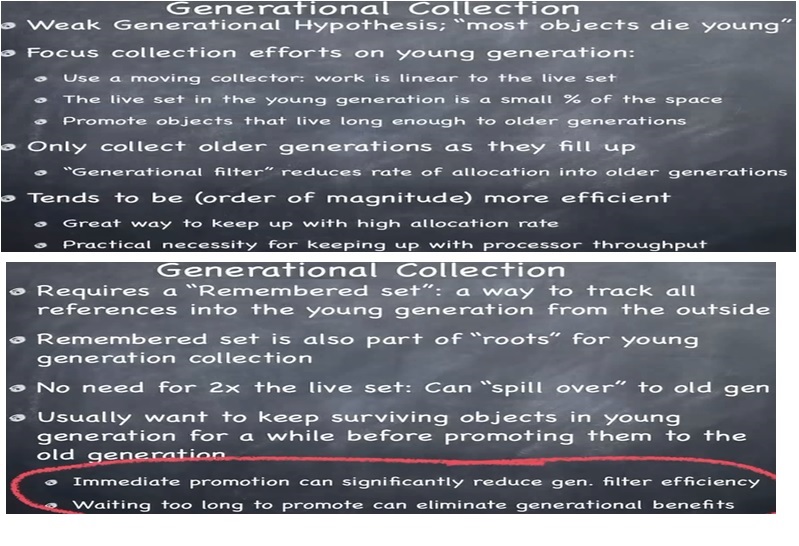 Generational Collection
Weak Generational Hypothesis; "most objects die young"
Focus collection efforts on young generation:
Use a moving collector: work is linear to the live set
The live set in the young generation is a small % of the space
Promote objects that live long enough to older generations
Only collect older generations as they fill up
"Generational filter" reduces rate of allocation into older generations
Tends to be (order of magnitude) more efficient
Great way to keep up with high allocation rate
Practical necessity for keeping up with processor throughput
Generational Collection
Requires a "Remembered set": a way to track all
references into the young generation from the outside
Remembered set is also part of "roots" for young
generation collection
No need for 2x the live set: Can "spill over" to old gen
Usually want to keep surviving objects in young
generation for a while before promoting them to the
old generation
Immediate promotion can significantly reduce gen. filter efficiency
Waiting too long to promote can eliminate generational benefits